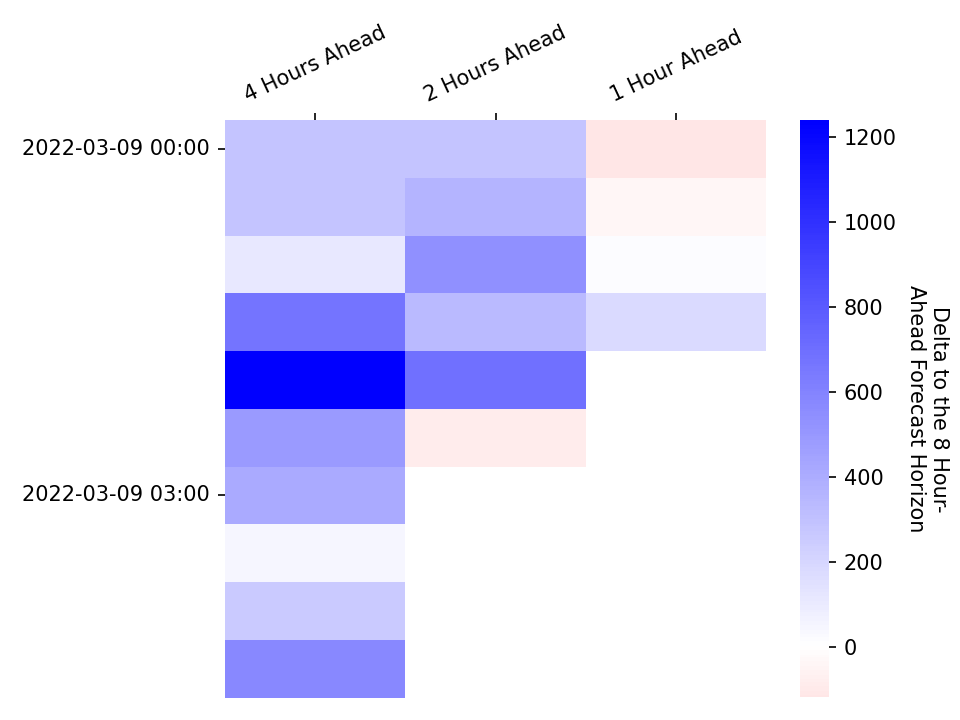 4 Hours Ahead
2 Hours Ahead
1 Hour Ahead
2022-03-09 00:00
2022-03-09 03:00
1200
1000
800
600
400
200
0
Delta to the 8 Hour-
Ahead Forecast Horizon